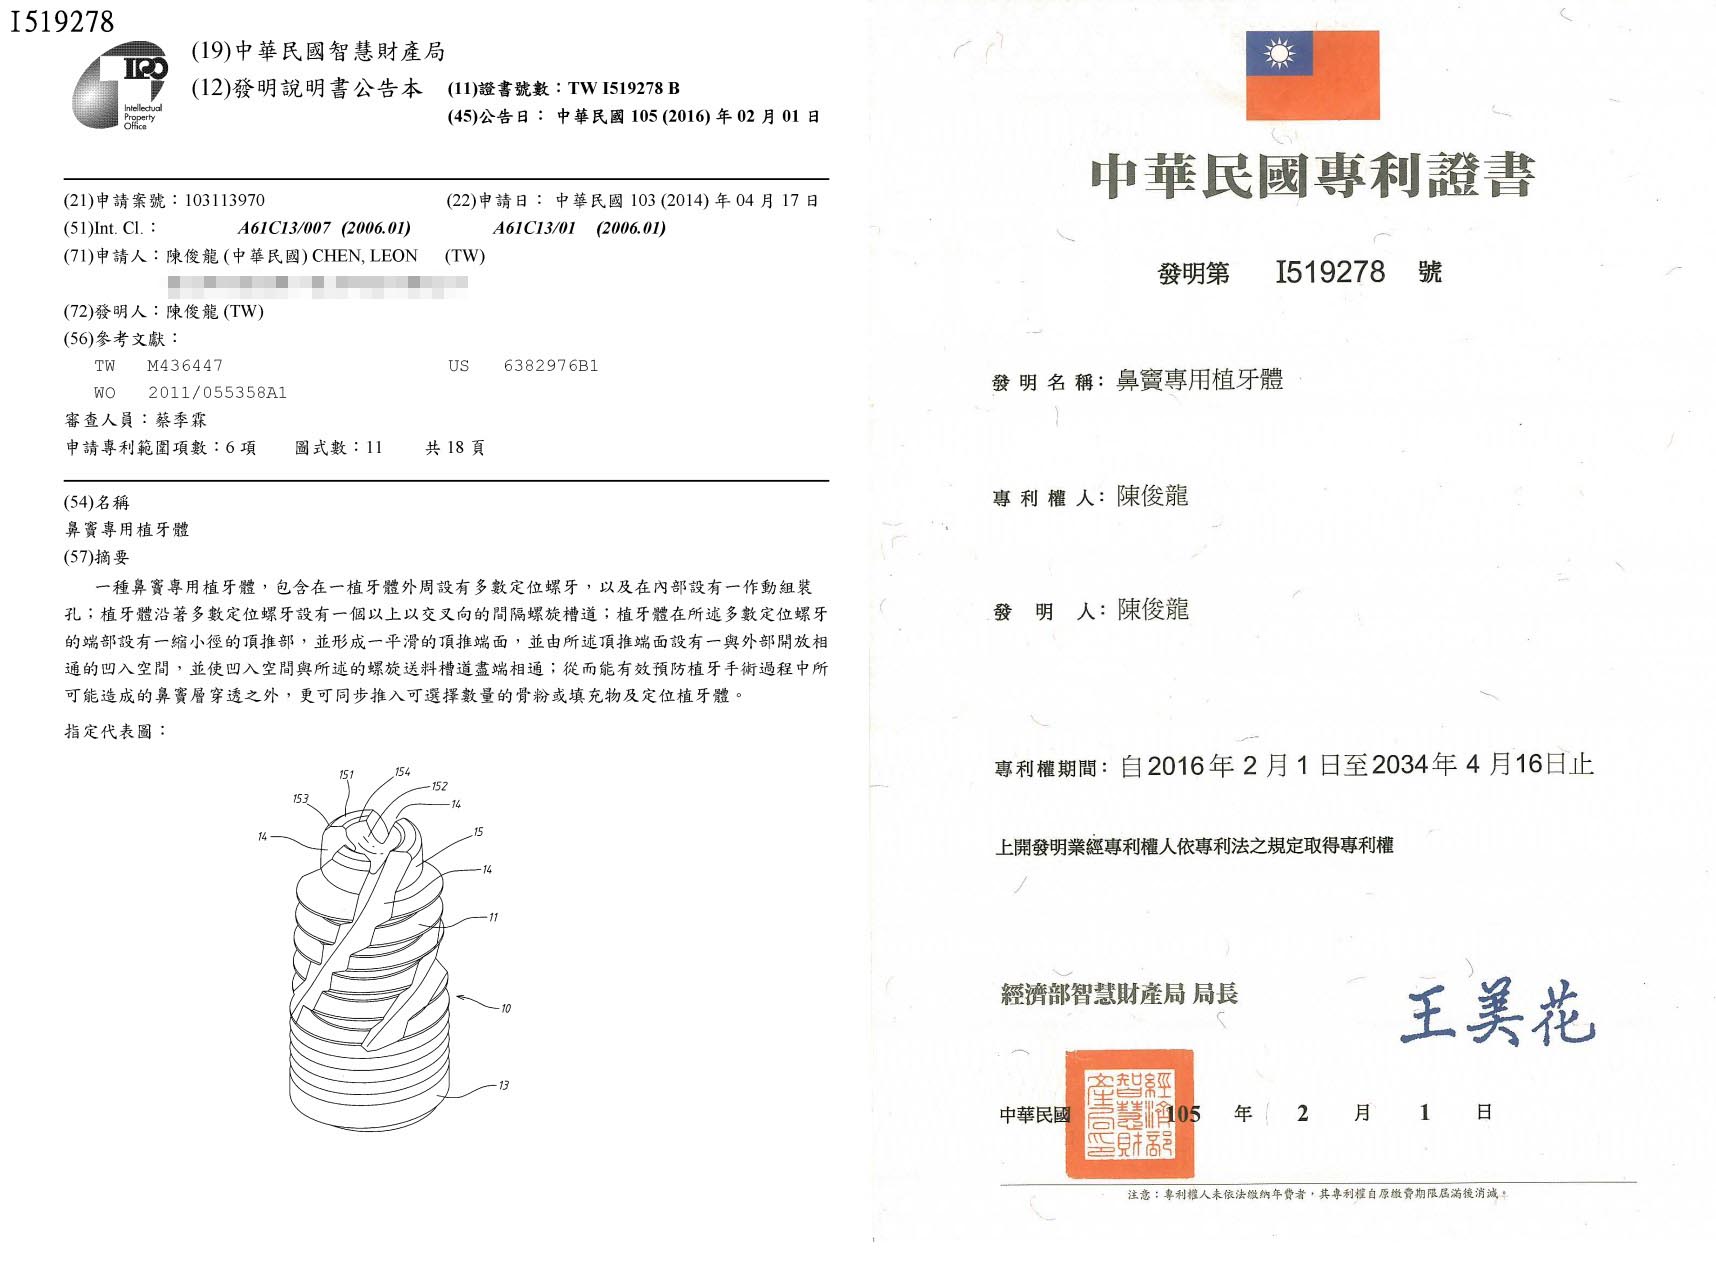 I519278
IPO
Intellectual
Property
Office
(19)中華民國智慧財產局
(12)發明說明書公告本
(11)證書號數：TW I519278 B
(45)公告日： 中華民國 105 (2016) 年 02 月 01 日
(21)申請案號：103113970 (22)申請日： 中華民國 103 (2014) 年 04 月 17 日
(51)Int. Cl.： A61C13/007 (2006.01) A61C13/01 (2006.01)
(71)申請人：陳俊龍 (中華民國) CHEN, LEON (TW)
(72)發明人：陳俊龍 (TW)
(56)參考文獻：
TW M436447 US 6382976B1
WO 2011/055358A1
審查人員：蔡季霖
申請專利範圍項數：6 項 圖式數：11 共 18 頁
(54)名稱
鼻竇專用植牙體
(57)摘要
一種鼻竇專用植牙體，包含在一植牙體外周設有多數定位螺牙，以及在內部設有一作動組裝
孔；植牙體沿著多數定位螺牙設有一個以上以交叉向的間隔螺旋槽道；植牙體在所述多數定位螺牙
的端部設有一縮小徑的頂推部，並形成一平滑的頂推端面，並由所述頂推端面設有一與外部開放相
通的凹入空間，並使凹入空間與所述的螺旋送料槽道盡端相通；從而能有效預防植牙手術過程中所
可能造成的鼻竇層穿透之外，更可同步推入可選擇數量的骨粉或填充物及定位植牙體。
指定代表圖：
151
154
152
153
14
14
15
14
11
10
13
中華民國專利證書
發明第 I519278 號
發明名稱：鼻竇專用植牙體
專利權人：陳俊龍
發明人：陳俊龍
專利權期間：自2016年 2 月 1 日至2034年 4 月16日止
上開發明業經專利權人依專利法之規定取得專利權
經濟部智慧財產局 局長
王美花
經濟部
智慧財
產局印
中華民國 105 年 2 月 1 日
注意：專利權人未依法繳納年費者，其專利權自原繳費期限屆滿後消滅。